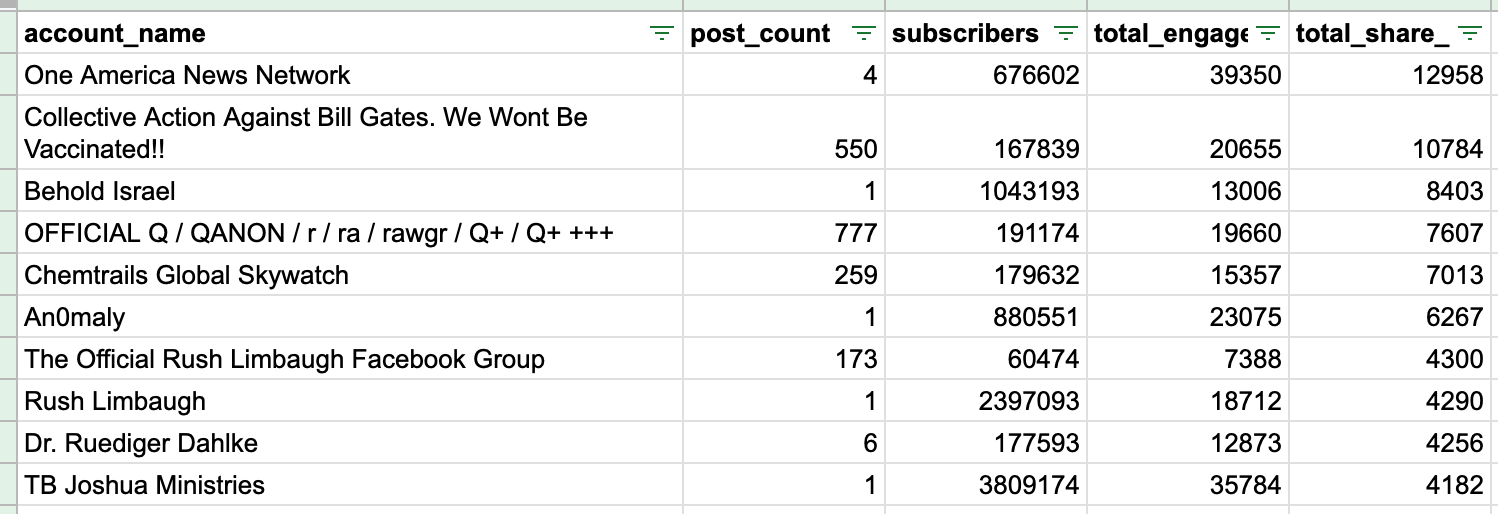 account_name post_count subscribers total_engage total_share_
One America News Network 4 676602 39350 12958
Collective Action Against Bill Gates. We Wont Be
Vaccinated!! 550 167839 20655 10784
Behold Israel 1 1043193 13006 8403
OFFICIAL Q / QANON / r / ra / rawgr / Q+ / Q+ +++ 777 191174 19660 7607
Chemtrails Global Skywatch 259 179632 15357 7013
An0maly 1 880551 23075 6267
The Official Rush Limbaugh Facebook Group 173 60474 7388 4300
Rush Limbaugh 1 2397093 18712 4290
Dr. Ruediger Dahlke 6 177593 12873 4256
TB Joshua Ministries 1 3809174 35784 4182